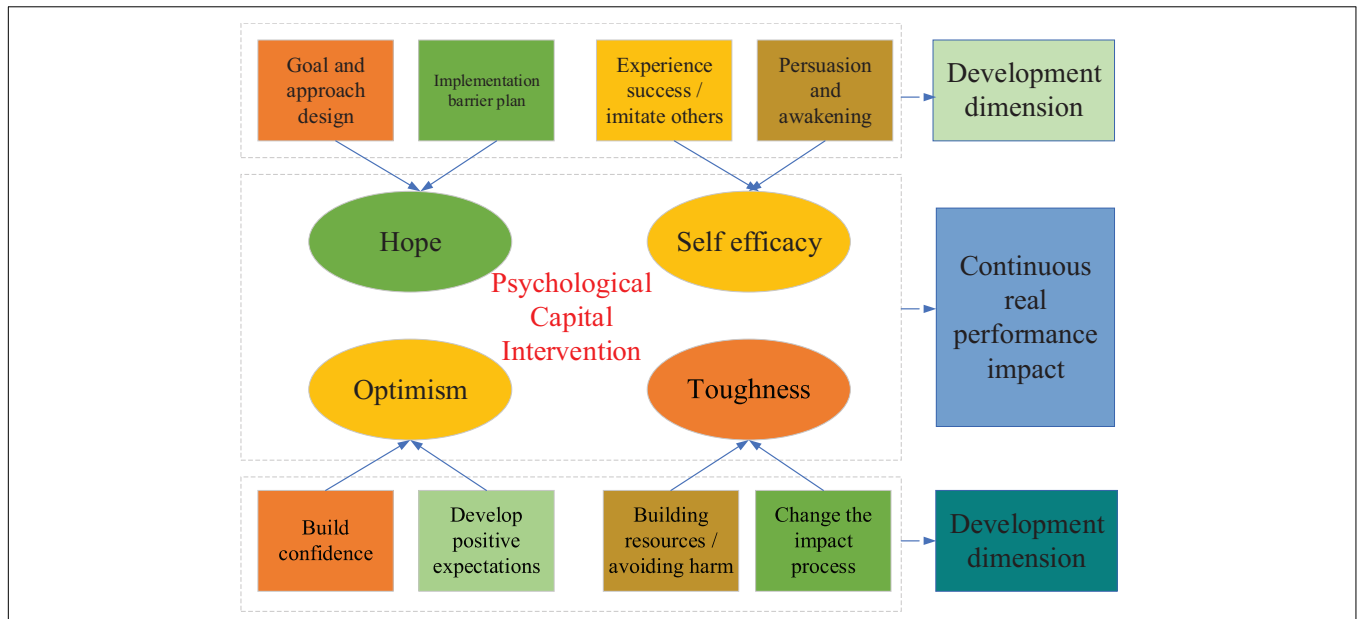 Goal and
approach
design
Implementation
barrier plan
Experience
success /
imitate others
Persuasion
and
awakening
Development
dimension
Hope
Self efficacy
Psychological
Capital
Intervention
Continuous
real
performance
impact
Optimism
Toughness
Build
confidence
Develop
positive
expectations
Building
resources /
avoiding harm
Change the
impact
process
Development
dimension